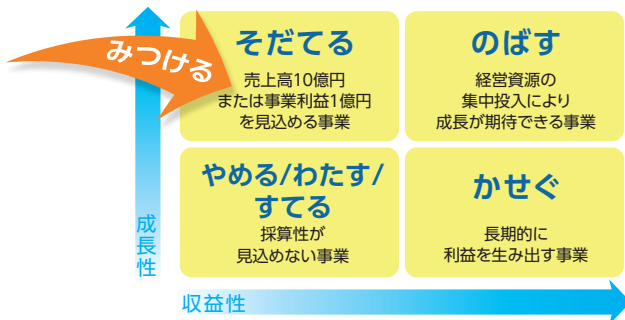 みつける
そだてる
売上高10億円
または事業利益1億円
を見込める事業
のばす
経営資源の
集中投入により
成長が期待できる事業
やめる/わたす/
すてる
採算性が
見込めない事業
かせぐ
長期的に
利益を生み出す事業
成長性
収益性